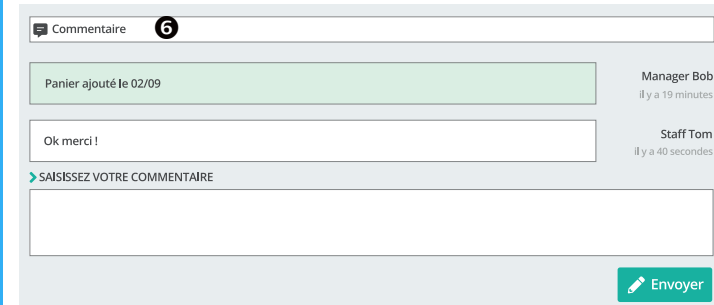 Commentaire 6
Panier ajouté le 02/09
Manager Bob
il y a 19 minutes
Ok merci !
Staff Tom
il y a 40 secondes
SAISISSEZ VOTRE COMMENTAIRE
Envoyer